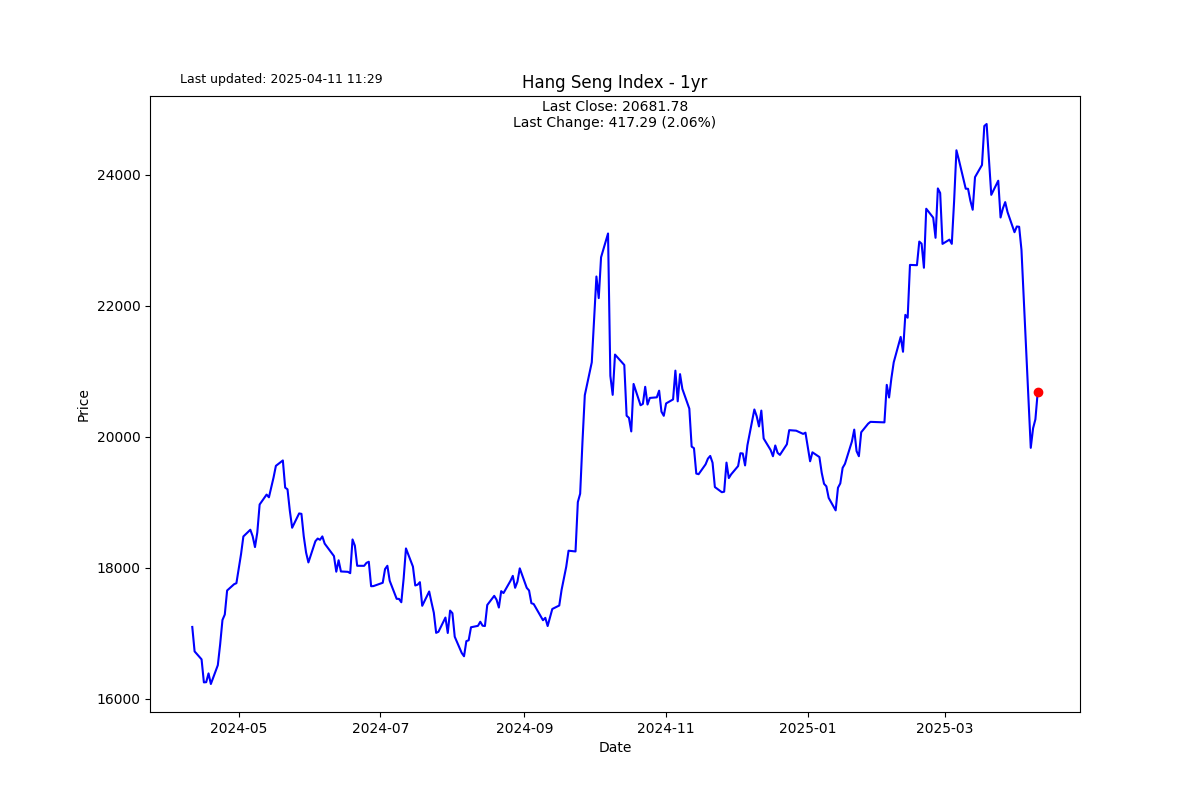 Last updated: 2025-04-11 11:29
Hang Seng Index - 1yr
Last Close: 20681.78
Last Change: 417.29 (2.06%)
24000
22000
20000
18000
16000
Price
2024-05
2024-07
2024-09
2024-11
2025-01
2025-03
Date